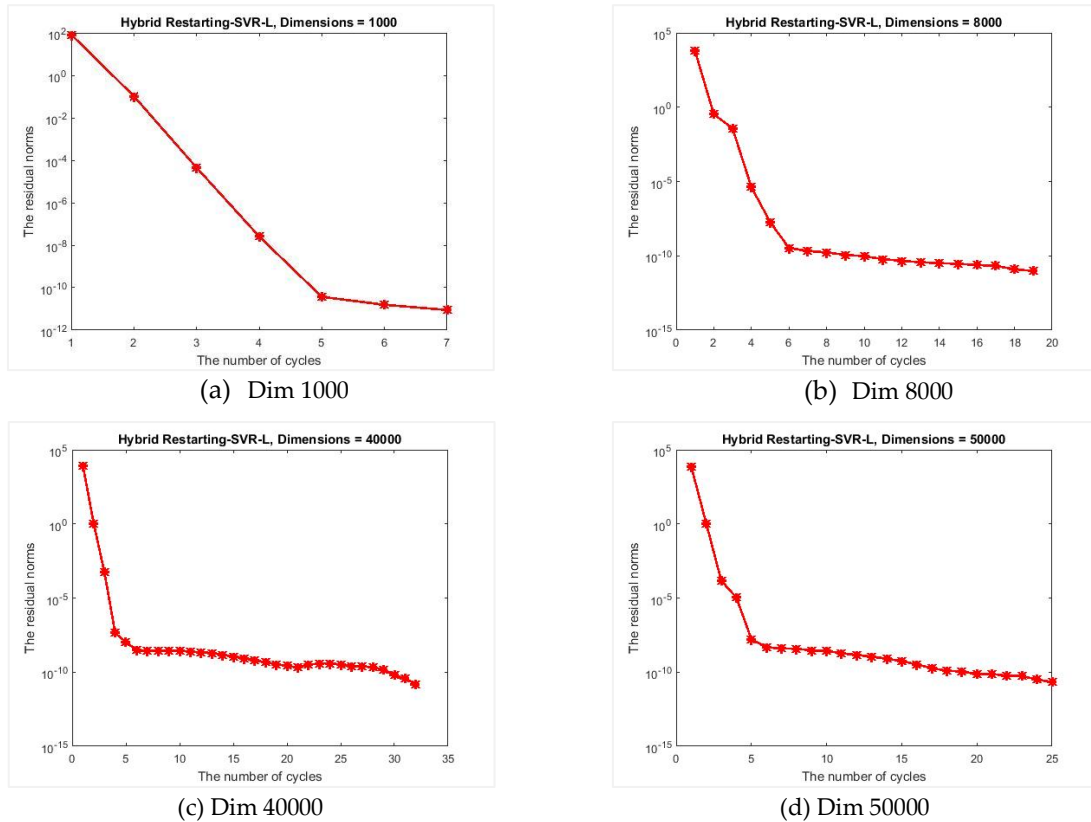 Hybrid Restarting-SVR-L, Dimensions = 1000
10^2
10^0
10^-2
10^-4
10^-6
10^-8
10^-10
10^-12
The residual norms
1 2 3 4 5 6 7
The number of cycles
(a) Dim 1000
Hybrid Restarting-SVR-L, Dimensions = 8000
10^5
10^0
10^-5
10^-10
10^-15
The residual norms
0 2 4 6 8 10 12 14 16 18 20
The number of cycles
(b) Dim 8000
Hybrid Restarting-SVR-L, Dimensions = 40000
10^5
10^0
10^-5
10^-10
10^-15
The residual norms
0 5 10 15 20 25 30 35
The number of cycles
(c) Dim 40000
Hybrid Restarting-SVR-L, Dimensions = 50000
10^5
10^0
10^-5
10^-10
10^-15
The residual norms
0 5 10 15 20 25
The number of cycles
(d) Dim 50000